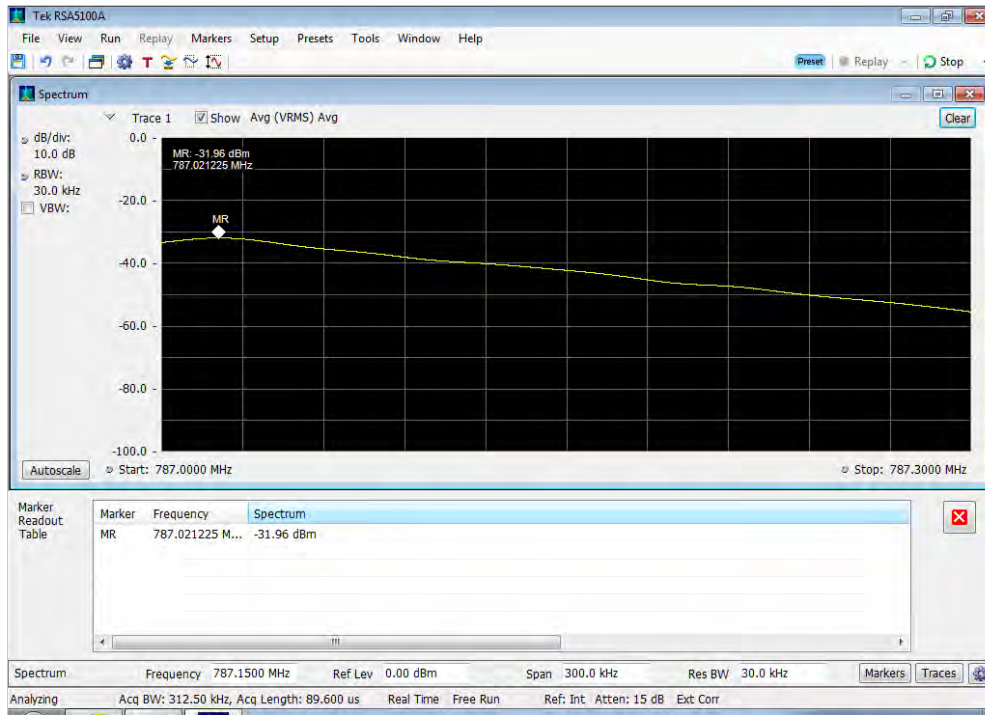 Tek RSA5100A
File View Run Replay Markers Setup Presets Tools Window Help
T Preset Replay Stop
Spectrum
Trace 1 Show Avg (VRMS) Avg Clear
dB/div: 0.0
10.0 dB
MR: -31.96 dBm
787.021225 MHz
RBW:
30.0 kHz
VBW:
-20.0
MR
-40.0
-60.0
-80.0
-100.0
Autoscale Start: 787.0000 MHz Stop: 787.3000 MHz
Marker
Readout
Table
Marker Frequency Spectrum
MR 787.021225 M... -31.96 dBm
Spectrum Frequency 787.1500 MHz Ref Lev 0.00 dBm Span 300.0 kHz Res BW 30.0 kHz Markers Traces
Analyzing Acq BW: 312.50 kHz, Acq Length: 89.600 us Real Time Free Run Ref: Int Atten: 15 dB Ext Corr